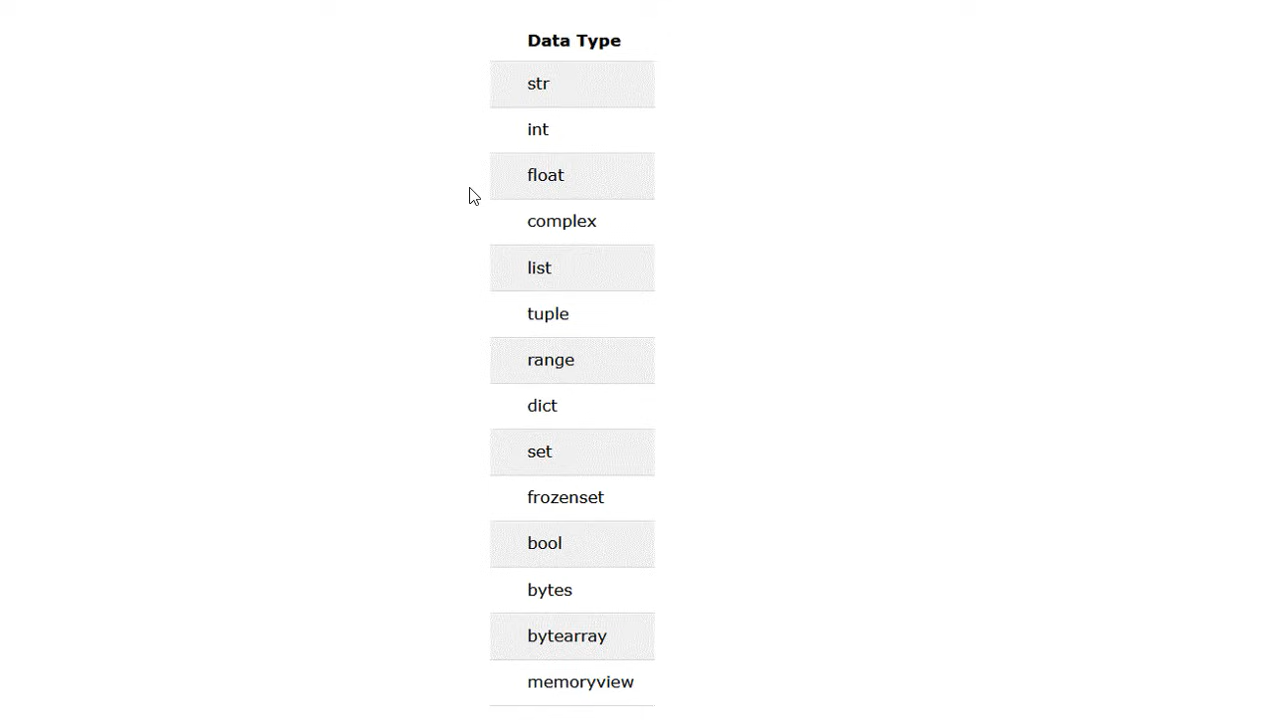 Data Type
str
int
float
complex
list
tuple
range
dict
set
frozenset
bool
bytes
bytearray
memoryview